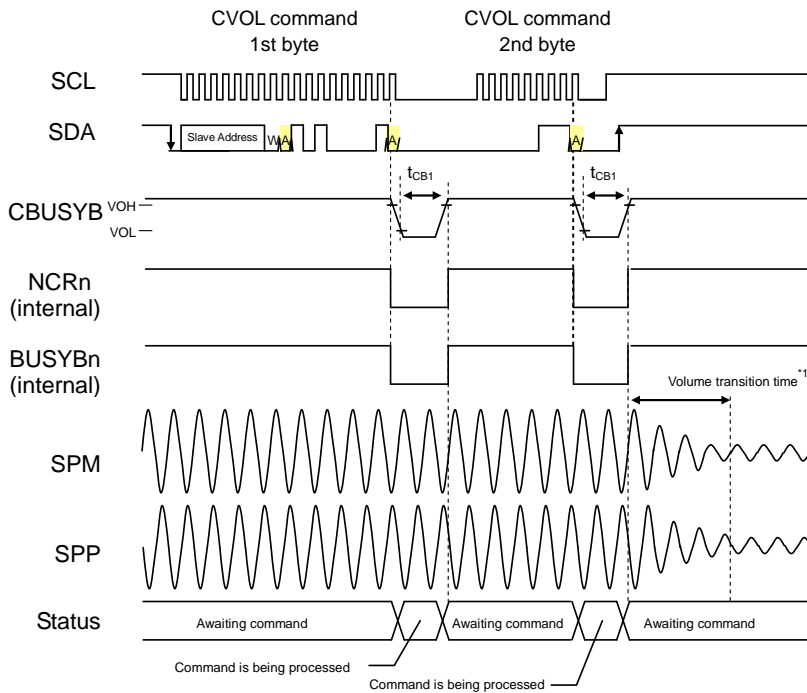 CVOL command
1st byte
CVOL command
2nd byte
SCL
SDA
Slave Address
W
A
A
A
tCB1
tCB1
CBUSYB
VOH
VOL
NCRn
(internal)
BUSYBn
(internal)
Volume transition time*1
SPM
SPP
Status
Awaiting command
Awaiting command
Awaiting command
Command is being processed
Command is being processed